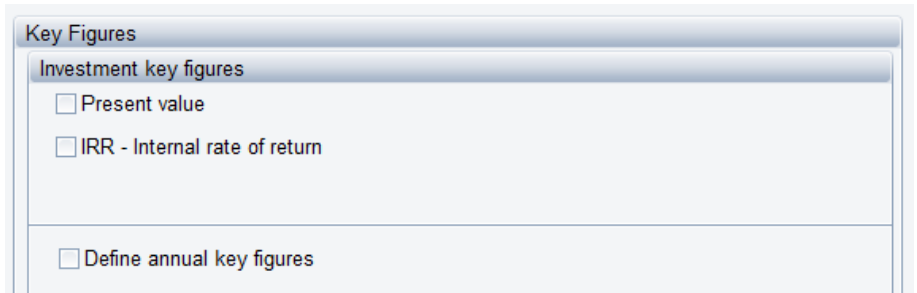 Key Figures
Investment key figures
Present value
IRR - Internal rate of return
Define annual key figures